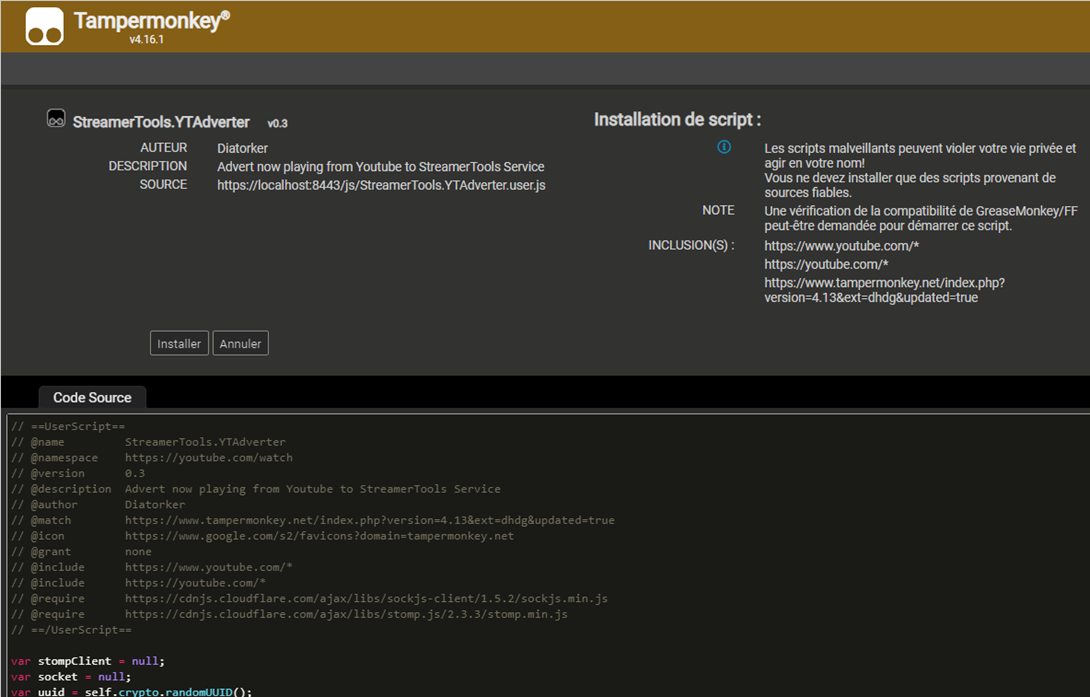 Tampermonkey®
v4.16.1
StreamerTools.YTAdverter v0.3
AUTEUR Diatorker
DESCRIPTION Advert now playing from Youtube to StreamerTools Service
SOURCE https://localhost:8443/js/StreamerTools.YTAdverter.user.js
Installer Annuler
Installation de script :
Les scripts malveillants peuvent violer votre vie privée et
agir en votre nom!
Vous ne devez installer que des scripts provenant de
sources fiables.
NOTE Une vérification de la compatibilité de GreaseMonkey/FF
peut-être demandée pour démarrer ce script.
INCLUSION(S) : https://www.youtube.com/*
https://youtube.com/*
https://www.tampermonkey.net/index.php?
version=4.13&ext=dhdg&updated=true
Code Source
// ==UserScript==
// @name StreamerTools.YTAdverter
// @namespace https://youtube.com/watch
// @version 0.3
// @description Advert now playing from Youtube to StreamerTools Service
// @author Diatorker
// @match https://www.tampermonkey.net/index.php?version=4.13&ext=dhdg&updated=true
// @icon https://www.google.com/s2/favicons?domain=tampermonkey.net
// @grant none
// @include https://www.youtube.com/*
// @include https://youtube.com/*
// @require https://cdnjs.cloudflare.com/ajax/libs/sockjs-client/1.5.2/sockjs.min.js
// @require https://cdnjs.cloudflare.com/ajax/libs/stomp.js/2.3.3/stomp.min.js
// ==/UserScript==
var stompClient = null;
var socket = null;
var uuid = self.crypto.randomUUID();